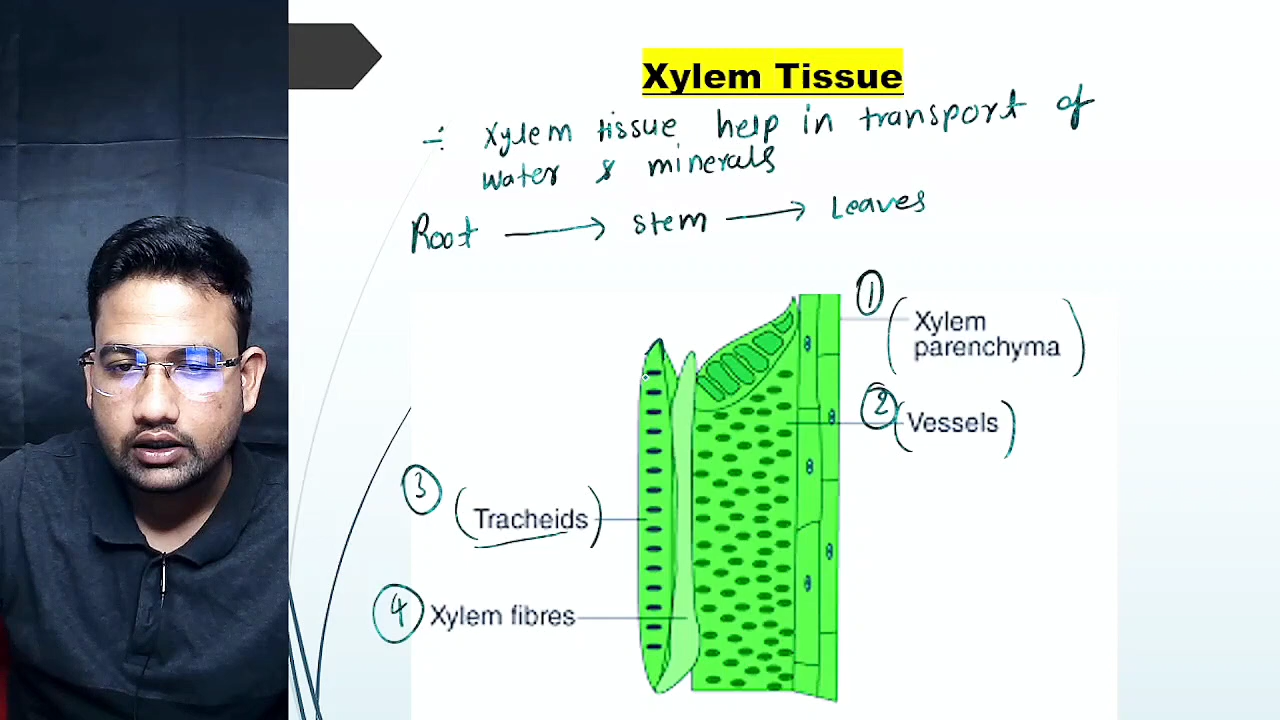 Xylem Tissue
÷ Xylem tissue help in transport of
water & minerals
Root → stem → Leaves
① (Xylem
parenchyma)
② (Vessels)
③ (Tracheids)
④ Xylem fibres